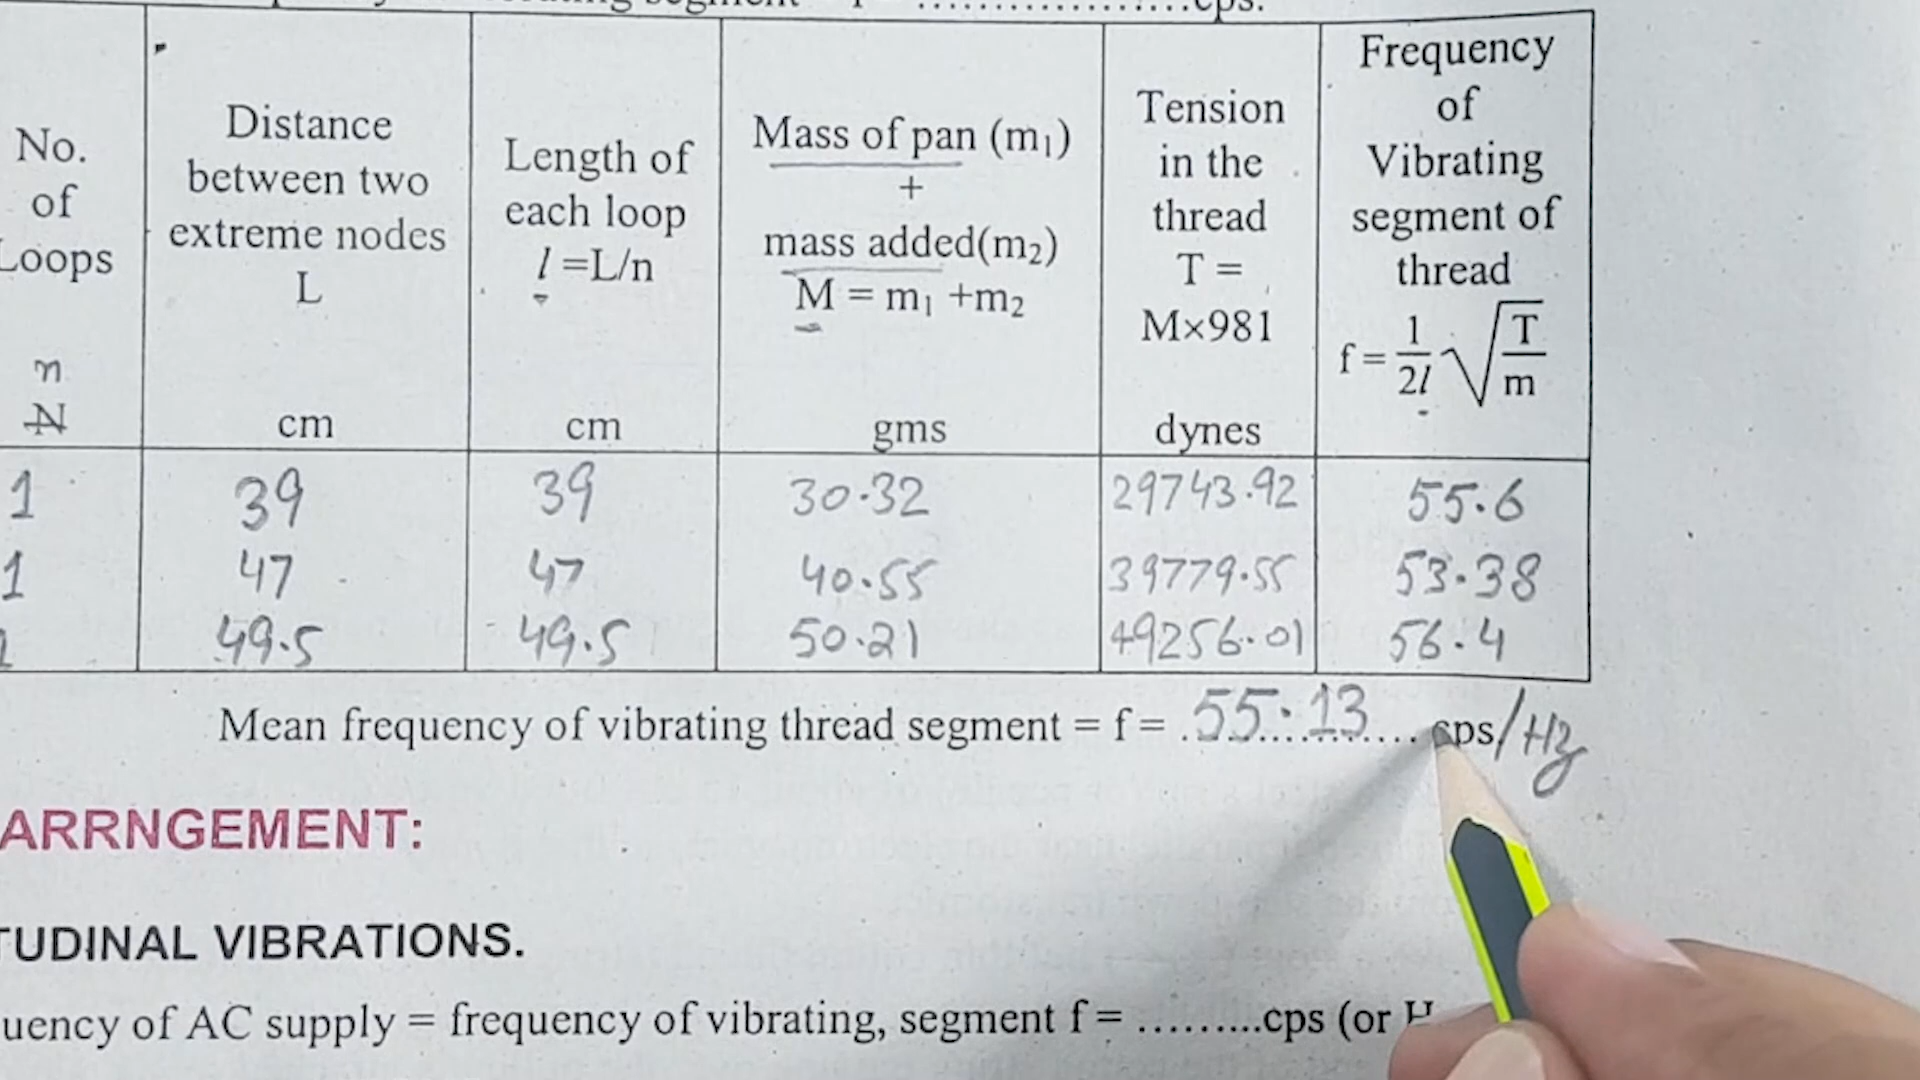 cps.
No.
of
Loops
n
N
Distance
between two
extreme nodes
L
cm
Length of
each loop
l =L/n
cm
Mass of pan (m₁)
+
mass added(m₂)
M = m₁ +m₂
gms
Tension
in the
thread
T =
M×981
dynes
Frequency
of
Vibrating
segment of
thread
f = 1/2l √T/m
1 39 39 30.32 29743.92 55.6
1 47 47 40.55 39779.55 53.38
1 49.5 49.5 50.21 49256.01 56.4
Mean frequency of vibrating thread segment = f = .55.13.... cps/Hz
ARRNGEMENT:
TUDINAL VIBRATIONS.
uency of AC supply = frequency of vibrating, segment f = .........cps (or H